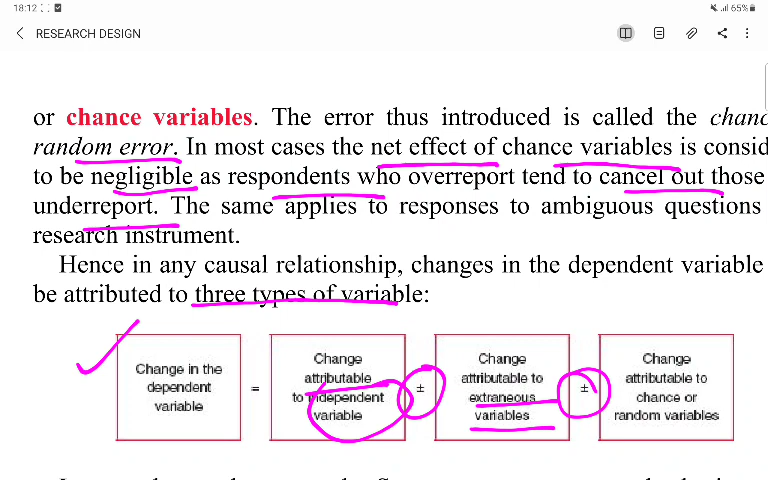 18:12
65%
RESEARCH DESIGN
or chance variables. The error thus introduced is called the chanc
random error. In most cases the net effect of chance variables is consid
to be negligible as respondents who overreport tend to cancel out those
underreport. The same applies to responses to ambiguous questions
research instrument.
Hence in any causal relationship, changes in the dependent variable
be attributed to three types of variable:
Change in the
dependent
variable
=
Change
attributable
to independent
variable
±
Change
attributable to
extraneous
variables
±
Change
attributable to
chance or
random variables